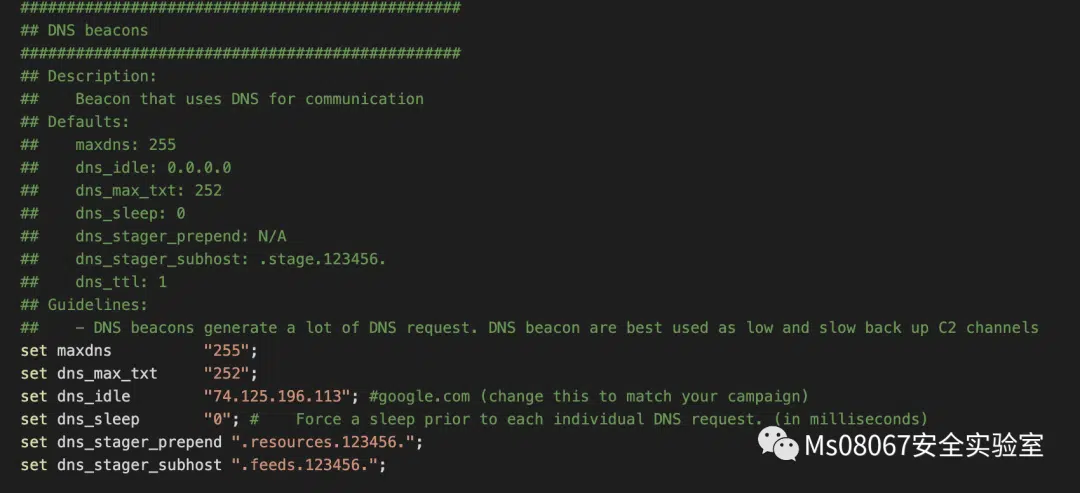 ################################################
## DNS beacons
################################################
## Description:
##    Beacon that uses DNS for communication
## Defaults:
##    maxdns: 255
##    dns_idle: 0.0.0.0
##    dns_max_txt: 252
##    dns_sleep: 0
##    dns_stager_prepend: N/A
##    dns_stager_subhost: .stage.123456.
##    dns_ttl: 1
## Guidelines:
##    - DNS beacons generate a lot of DNS request. DNS beacon are best used as low and slow back up C2 channels
set maxdns          "255";
set dns_max_txt     "252";
set dns_idle        "74.125.196.113"; #google.com (change this to match your campaign)
set dns_sleep       "0"; #    Force a sleep prior to each individual DNS request. (in milliseconds)
set dns_stager_prepend ".resources.123456.";
set dns_stager_subhost ".feeds.123456.";
Ms08067安全实验室